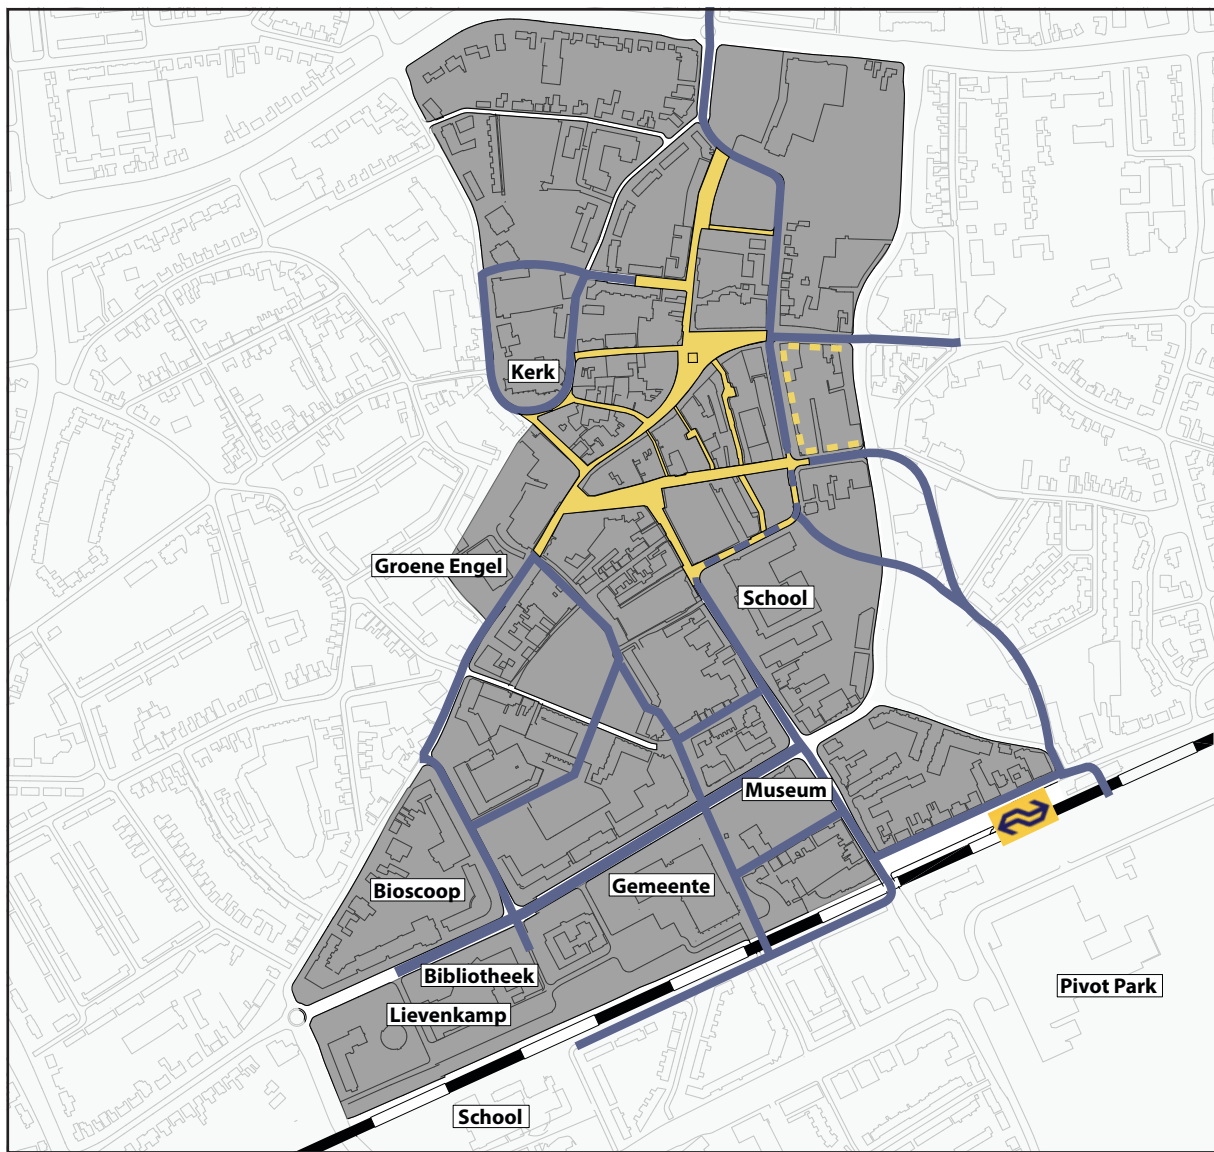 Kerk
Groene Engel
School
Museum
Bioscoop
Gemeente
Bibliotheek
Pivot Park
Lievenkamp
School